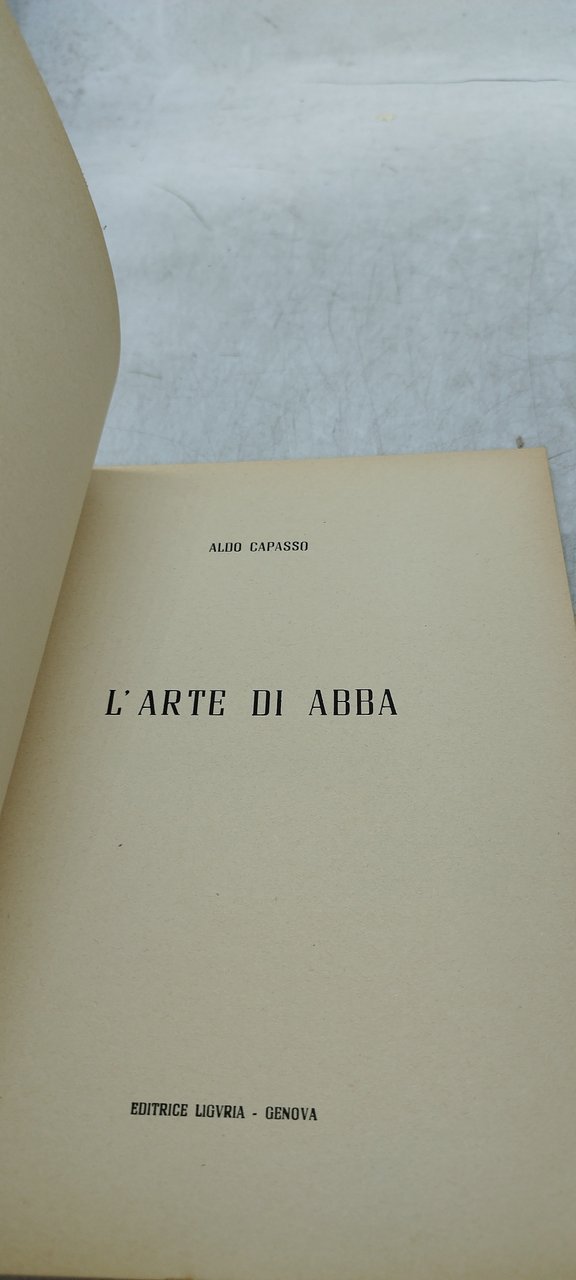 ALDO CAPASSO
L'ARTE DI ABBA
EDITRICE LIGVRIA - GENOVA